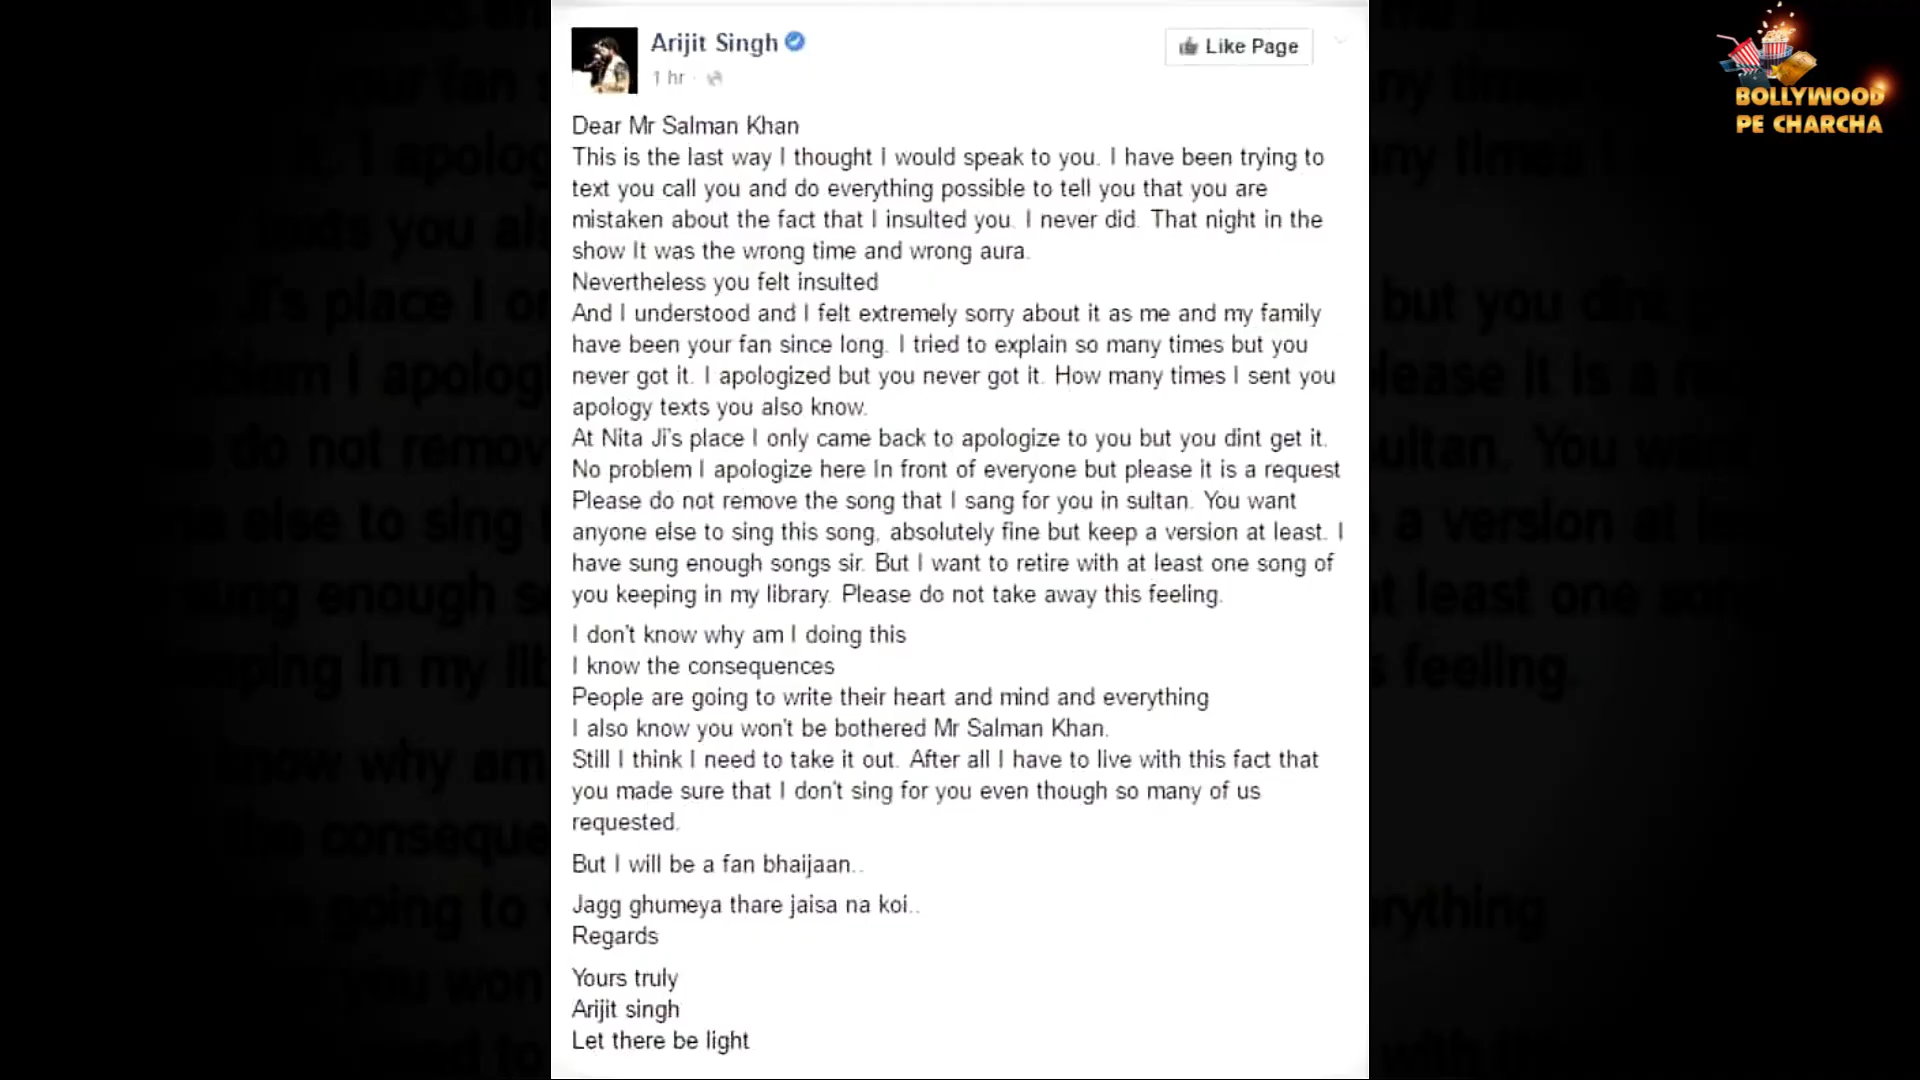 Arijit Singh
1 hr
Like Page
BOLLYWOOD
PE CHARCHA
Dear Mr Salman Khan
This is the last way I thought I would speak to you. I have been trying to
text you call you and do everything possible to tell you that you are
mistaken about the fact that I insulted you. I never did. That night in the
show It was the wrong time and wrong aura.
Nevertheless you felt insulted
And I understood and I felt extremely sorry about it as me and my family
have been your fan since long. I tried to explain so many times but you
never got it. I apologized but you never got it. How many times I sent you
apology texts you also know.
At Nita Ji's place I only came back to apologize to you but you dint get it.
No problem I apologize here In front of everyone but please it is a request
Please do not remove the song that I sang for you in sultan. You want
anyone else to sing this song, absolutely fine but keep a version at least. I
have sung enough songs sir. But I want to retire with at least one song of
you keeping in my library. Please do not take away this feeling.
I don't know why am I doing this
I know the consequences
People are going to write their heart and mind and everything
I also know you won't be bothered Mr Salman Khan.
Still I think I need to take it out. After all I have to live with this fact that
you made sure that I don't sing for you even though so many of us
requested.
But I will be a fan bhaijaan..
Jagg ghumeya thare jaisa na koi..
Regards
Yours truly
Arijit singh
Let there be light